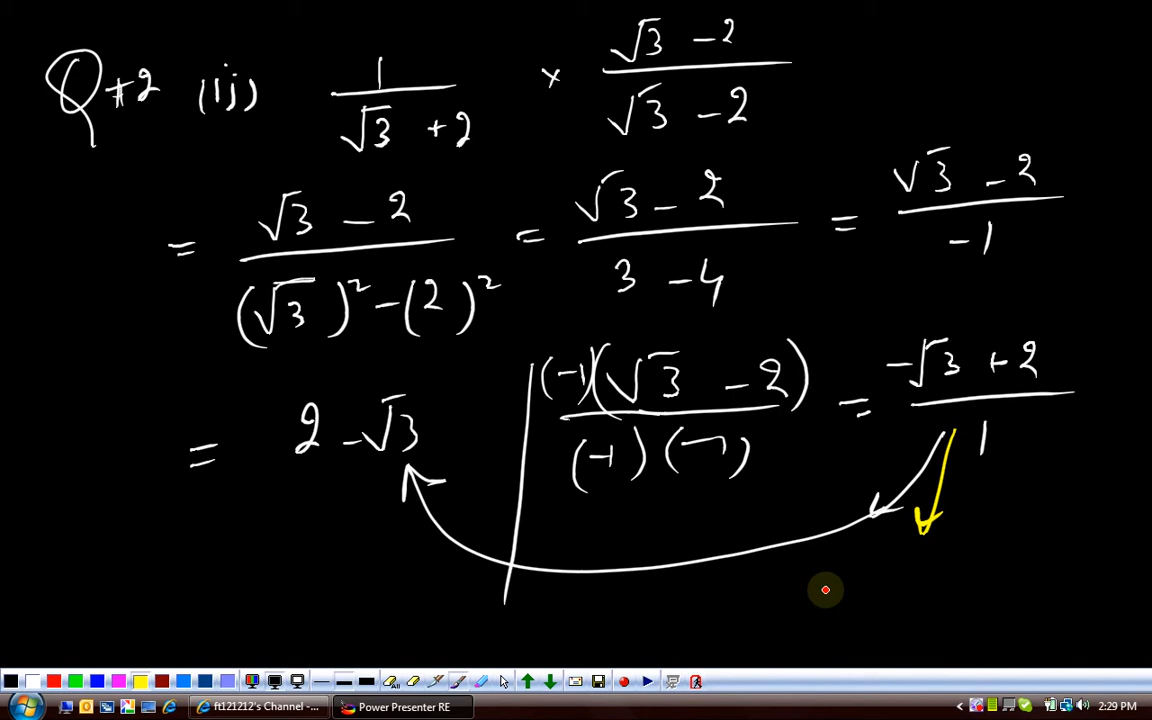 Q#2 (ii) 1/(√3 +2) × (√3 -2)/(√3 -2)
= (√3 -2)/((√3)² -(2)²) = (√3 -2)/(3 -4) = (√3 -2)/-1
= 2 -√3
(-1)(√3 -2)/(-1)(-1) = (-√3 +2)/1
ft121212's Channel -... Power Presenter RE 2:29 PM